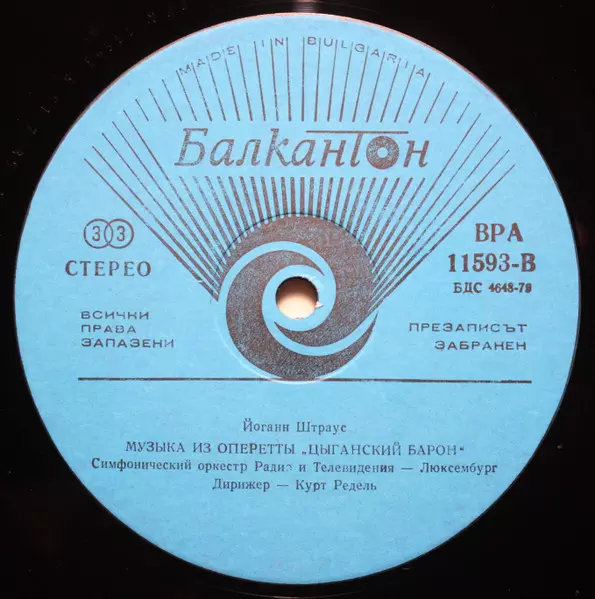 MADE IN BULGARIA
Балкантон
33
СТЕРЕО
ВРА
11593-В
БДС 4648-79
ВСИЧКИ
ПРАВА
ЗАПАЗЕНИ
ПРЕЗАПИСЪТ
ЗАБРАНЕН
Йоганн Штраус
МУЗЫКА ИЗ ОПЕРЕТТЫ „ЦЫГАНСКИЙ БАРОН“
Симфонический оркестр Радио и Телевидения — Люксембург
Дирижер — Курт Редель